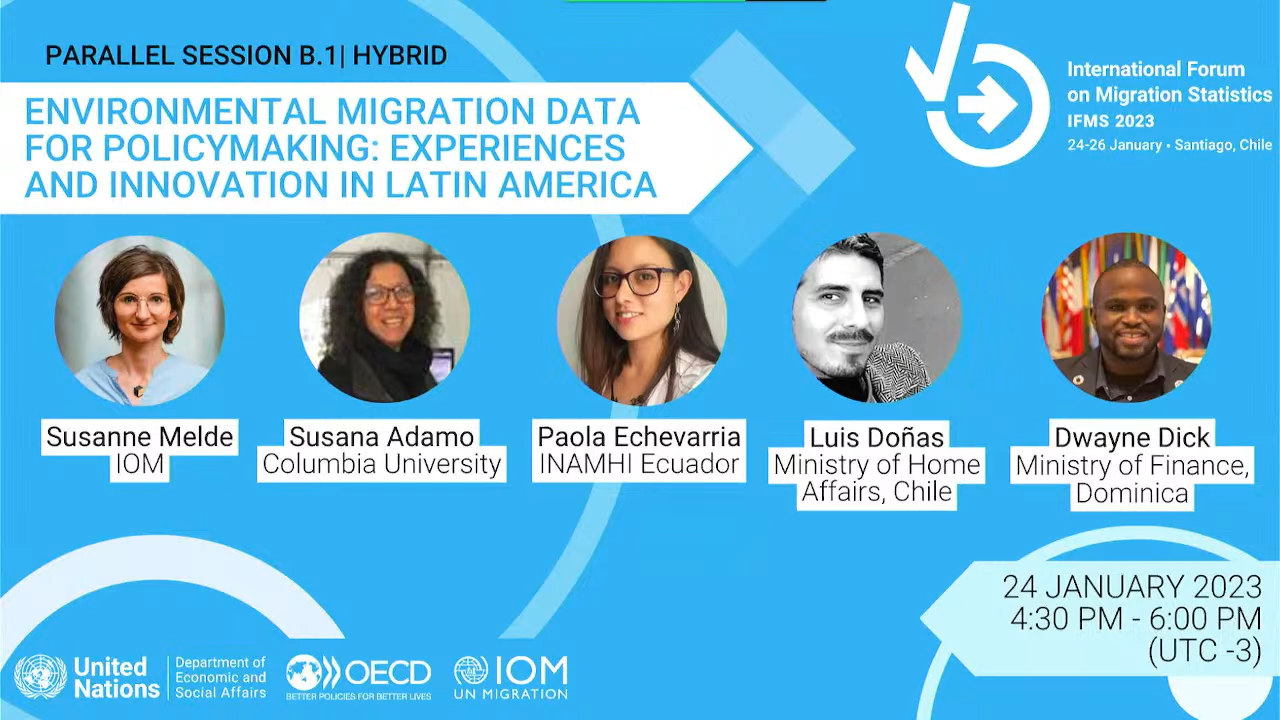 PARALLEL SESSION B.1| HYBRID
ENVIRONMENTAL MIGRATION DATA
FOR POLICYMAKING: EXPERIENCES
AND INNOVATION IN LATIN AMERICA
International Forum
on Migration Statistics
IFMS 2023
24-26 January • Santiago, Chile
Susanne Melde
IOM
Susana Adamo
Columbia University
Paola Echevarria
INAMHI Ecuador
Luis Doñas
Ministry of Home
Affairs, Chile
Dwayne Dick
Ministry of Finance,
Dominica
24 JANUARY 2023
4:30 PM - 6:00 PM
(UTC -3)
United
Nations
Department of
Economic and
Social Affairs
OECD
BETTER POLICIES FOR BETTER LIVES
IOM
UN MIGRATION